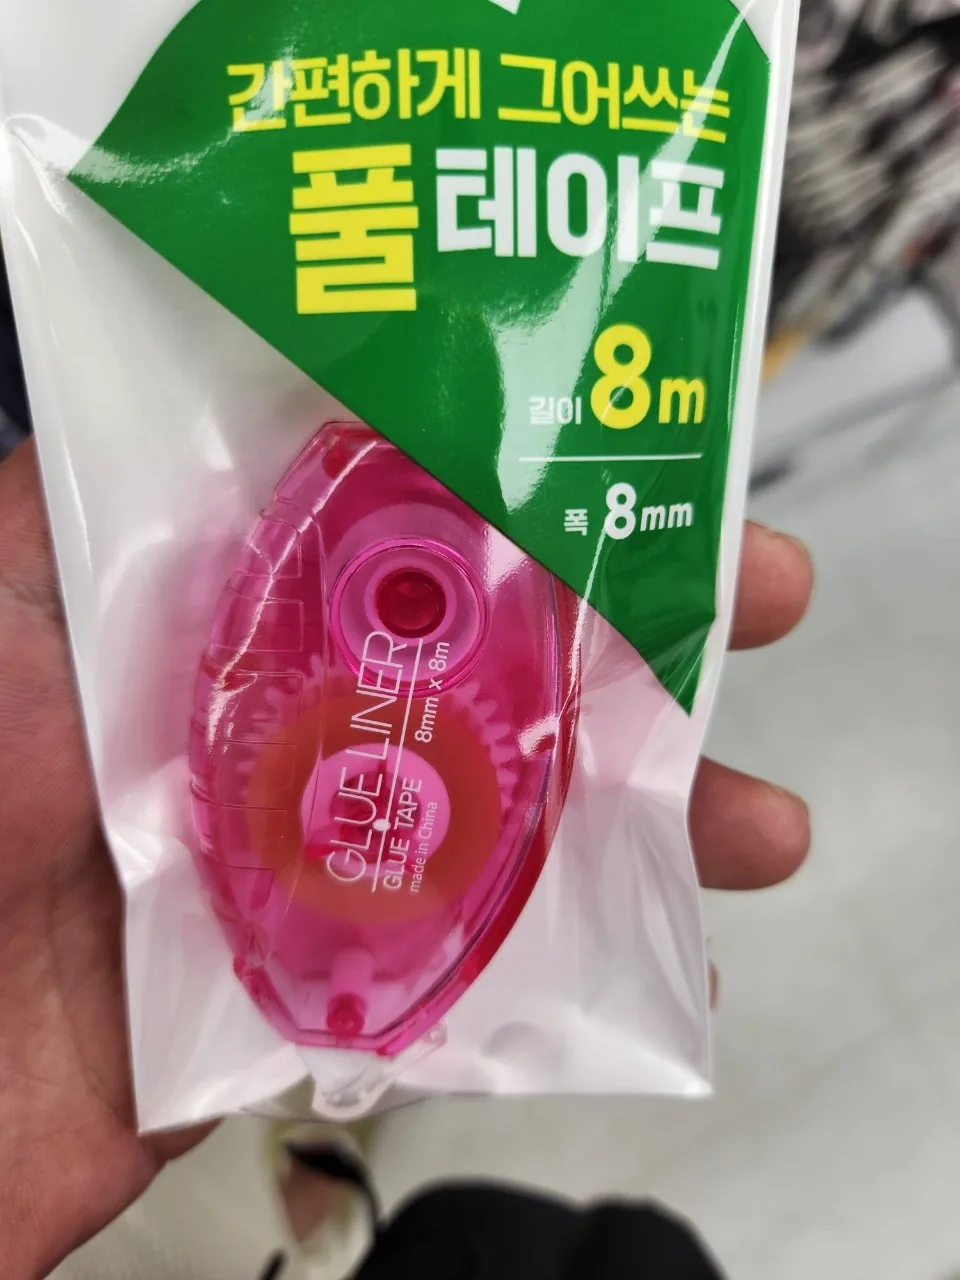 간편하게 그어쓰는
풀테이프
길이 8m
폭 8mm
GLUE LINER
GLUE TAPE 8mm x 8m
made in China